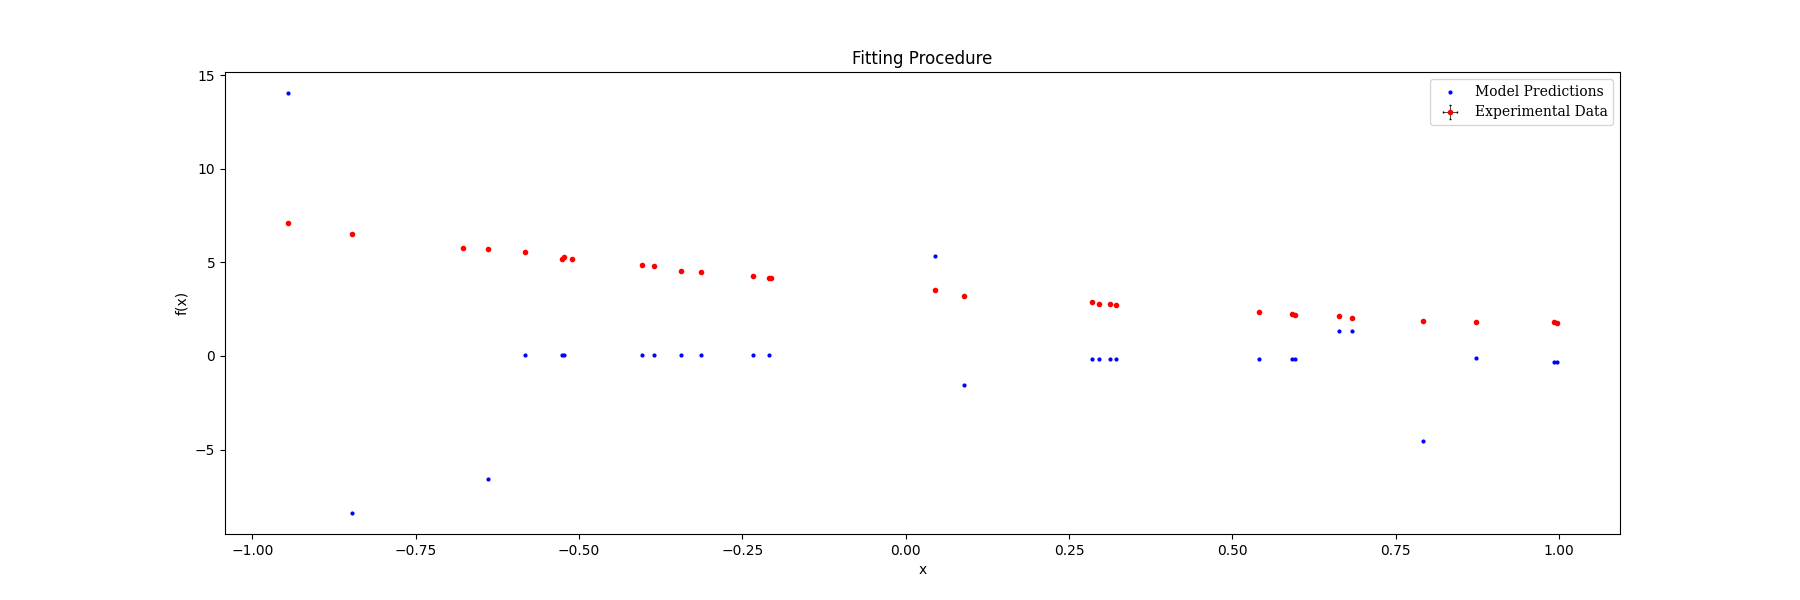 Fitting Procedure
Model Predictions
Experimental Data
f(x)
15
10
5
0
−5
−1.00
−0.75
−0.50
−0.25
0.00
0.25
0.50
0.75
1.00
x